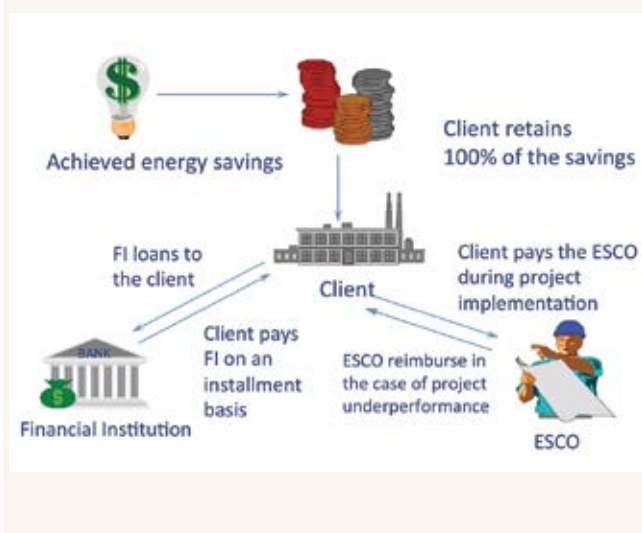 $
Achieved energy savings
Client retains
100% of the savings
FI loans to
the client
Client
Client pays the ESCO
during project
implementation
BANK
$
Financial Institution
Client pays
FI on an
installment
basis
ESCO reimburse in
the case of project
underperformance
ESCO